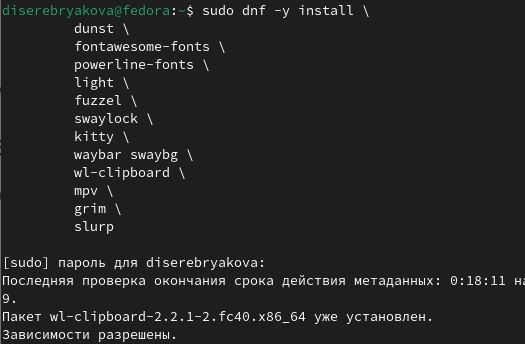 diserebryakova@fedora:~$ sudo dnf -y install \
dunst \
fontawesome-fonts \
powerline-fonts \
light \
fuzzel \
swaylock \
kitty \
waybar swaybg \
wl-clipboard \
mpv \
grim \
slurp
[sudo] пароль для diserebryakova:
Последняя проверка окончания срока действия метаданных: 0:18:11
9.
Пакет wl-clipboard-2.2.1-2.fc40.x86_64 уже установлен.
Зависимости разрешены.